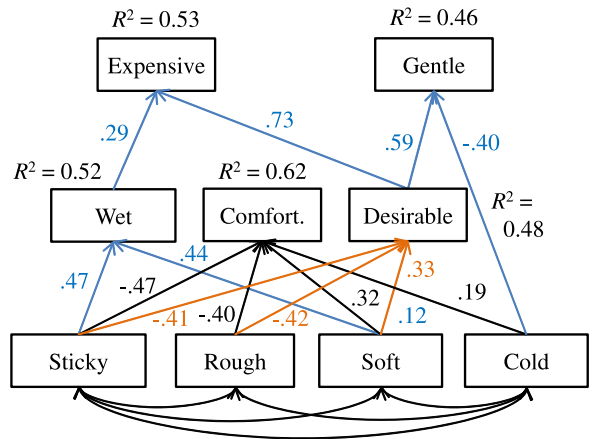 R² = 0.53
R² = 0.46
Expensive
Gentle
.29
.73
.59
-.40
R² = 0.52
R² = 0.62
Wet
Comfort.
Desirable
R² =
0.48
.47
-.47
.44
.33
-.41
-.40
-.42
.32
.12
.19
Sticky
Rough
Soft
Cold